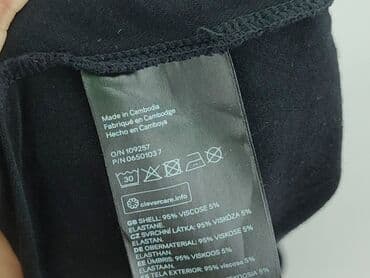 Made in Cambodia
Fabriqué en Cambodge
Hecho en Camboya
O/N 109257
P/N 0650103 7
30
clevercare.info
GB SHELL: 95% VISCOSE 5%
ELASTANE.
CZ SVRCHNÍ LÁTKA: 95% VISKÓZA 5%
ELASTAN.
DE OBERMATERIAL: 95% VISKOSE 5%
ELASTHAN.
EE ÜMBRIS: 95% VISKOOS 5%
ELASTAAN.
ES TELA EXTERIOR: 95% VISCOSA 5%